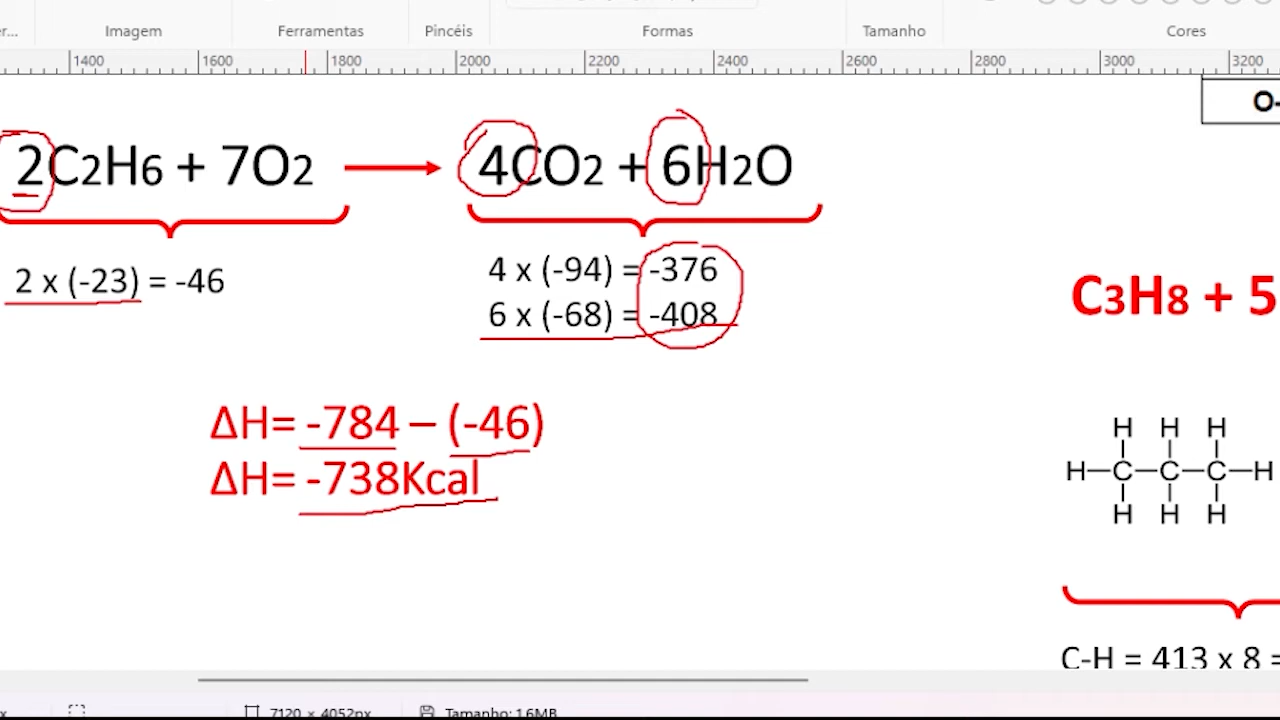 Imagem Ferramentas Pincéis Formas Tamanho Cores
1400 1600 1800 2000 2200 2400 2600 2800 3000 3200
2C2H6 + 7O2 4CO2 + 6H2O
2 x (-23) = -46
4 x (-94) = -376
6 x (-68) = -408
ΔH= -784 – (-46)
ΔH= -738Kcal
C3H8 + 5
H H H
H–C–C–C–H
H H H
C-H = 413 x 8 =
7120 × 4052px Tamanho: 1.6MB